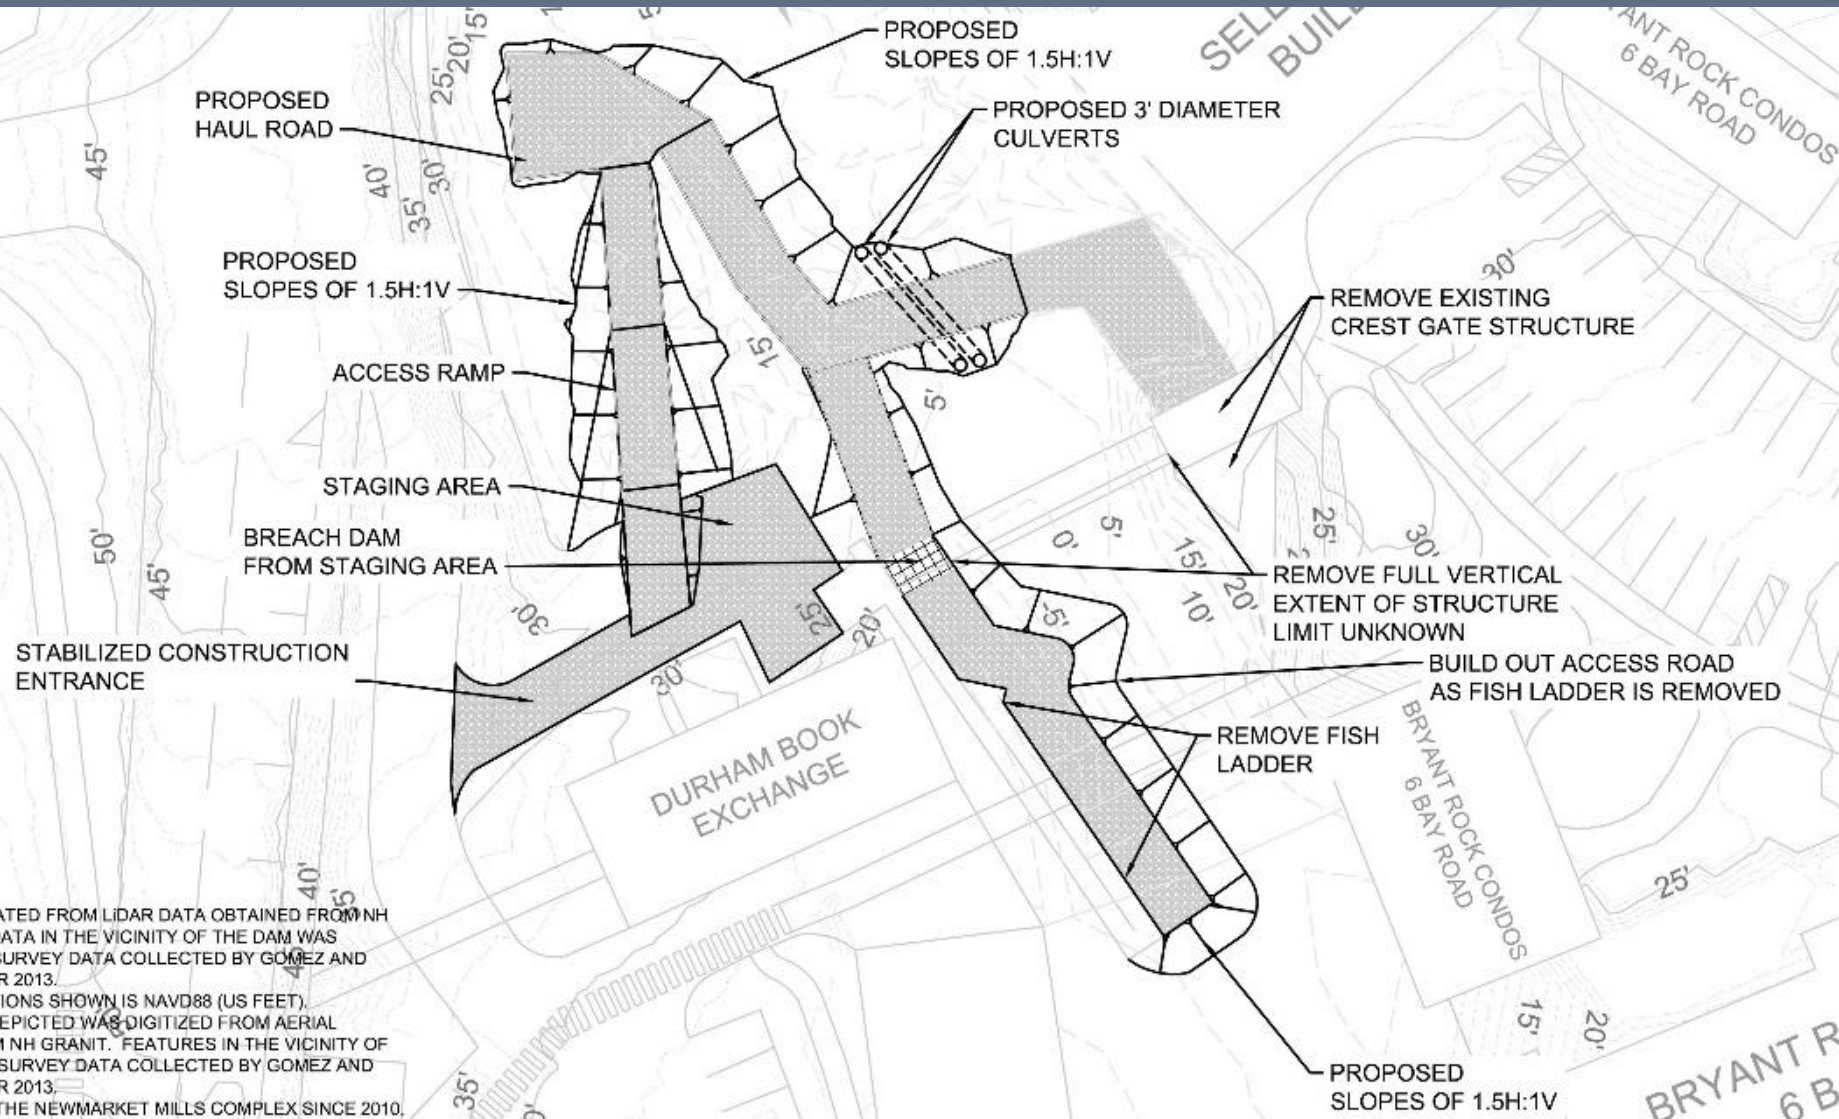 PROPOSED
SLOPES OF 1.5H:1V
PROPOSED
HAUL ROAD
PROPOSED 3' DIAMETER
CULVERTS
6 BAY ROAD
ROCK CONDOS
PROPOSED
SLOPES OF 1.5H:1V
REMOVE EXISTING
CREST GATE STRUCTURE
ACCESS RAMP
STAGING AREA
BREACH DAM
FROM STAGING AREA
REMOVE FULL VERTICAL
EXTENT OF STRUCTURE
LIMIT UNKNOWN
STABILIZED CONSTRUCTION
ENTRANCE
BUILD OUT ACCESS ROAD
AS FISH LADDER IS REMOVED
REMOVE FISH
LADDER
DURHAM BOOK
EXCHANGE
BRYANT ROCK CONDOS
6 BAY ROAD
PROPOSED
SLOPES OF 1.5H:1V
BRYANT
15'
20'
25'
45'
40'
30'
35'
30'
15'
5'
50'
45'
0'
5'
25'
30'
15'
20'
10'
30'
25'
20'
-5'
30'
40'
45'
35'
25'
15'
20'
FROM LiDAR DATA OBTAINED FROM NH
DATA IN THE VICINITY OF THE DAM WAS
SURVEY DATA COLLECTED BY GOMEZ AND
2013.
SHOWN IS NAVD88 (US FEET).
DEPICTED WAS DIGITIZED FROM AERIAL
NH GRANIT. FEATURES IN THE VICINITY OF
SURVEY DATA COLLECTED BY GOMEZ AND
2013.
THE NEWMARKET MILLS COMPLEX SINCE 2010.